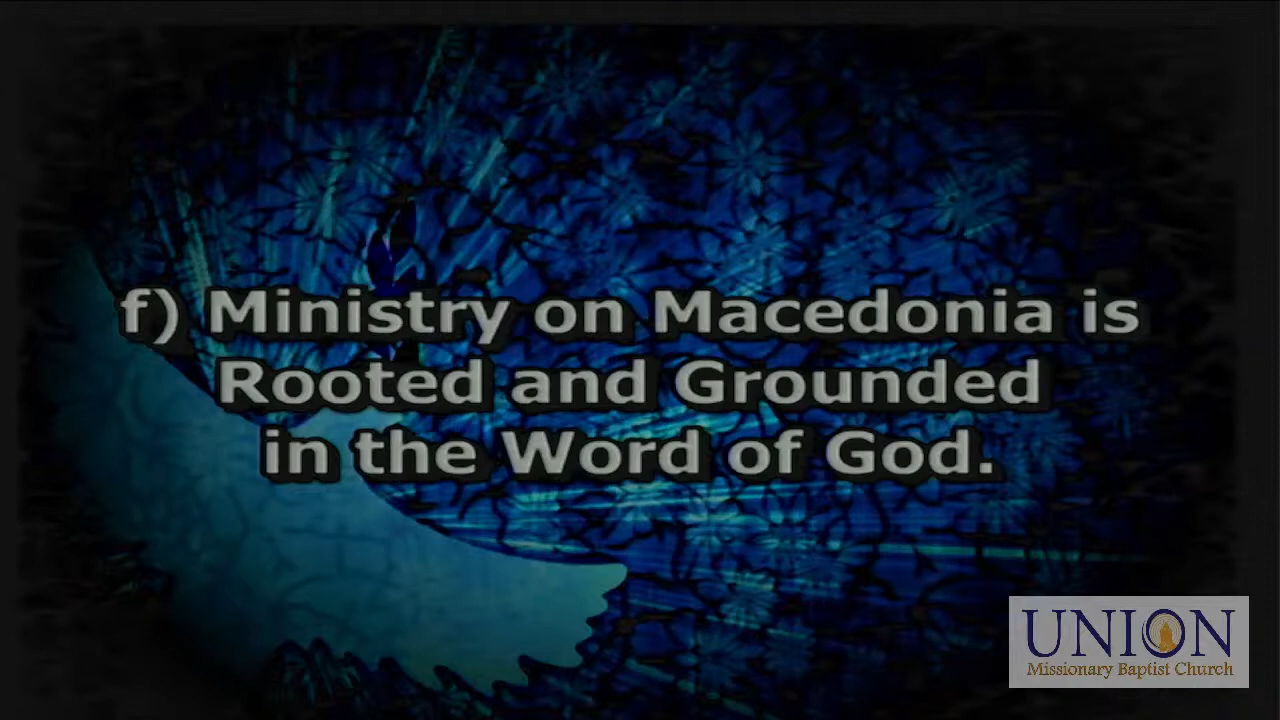 f) Ministry on Macedonia is
Rooted and Grounded
in the Word of God.
UNION
Missionary Baptist Church